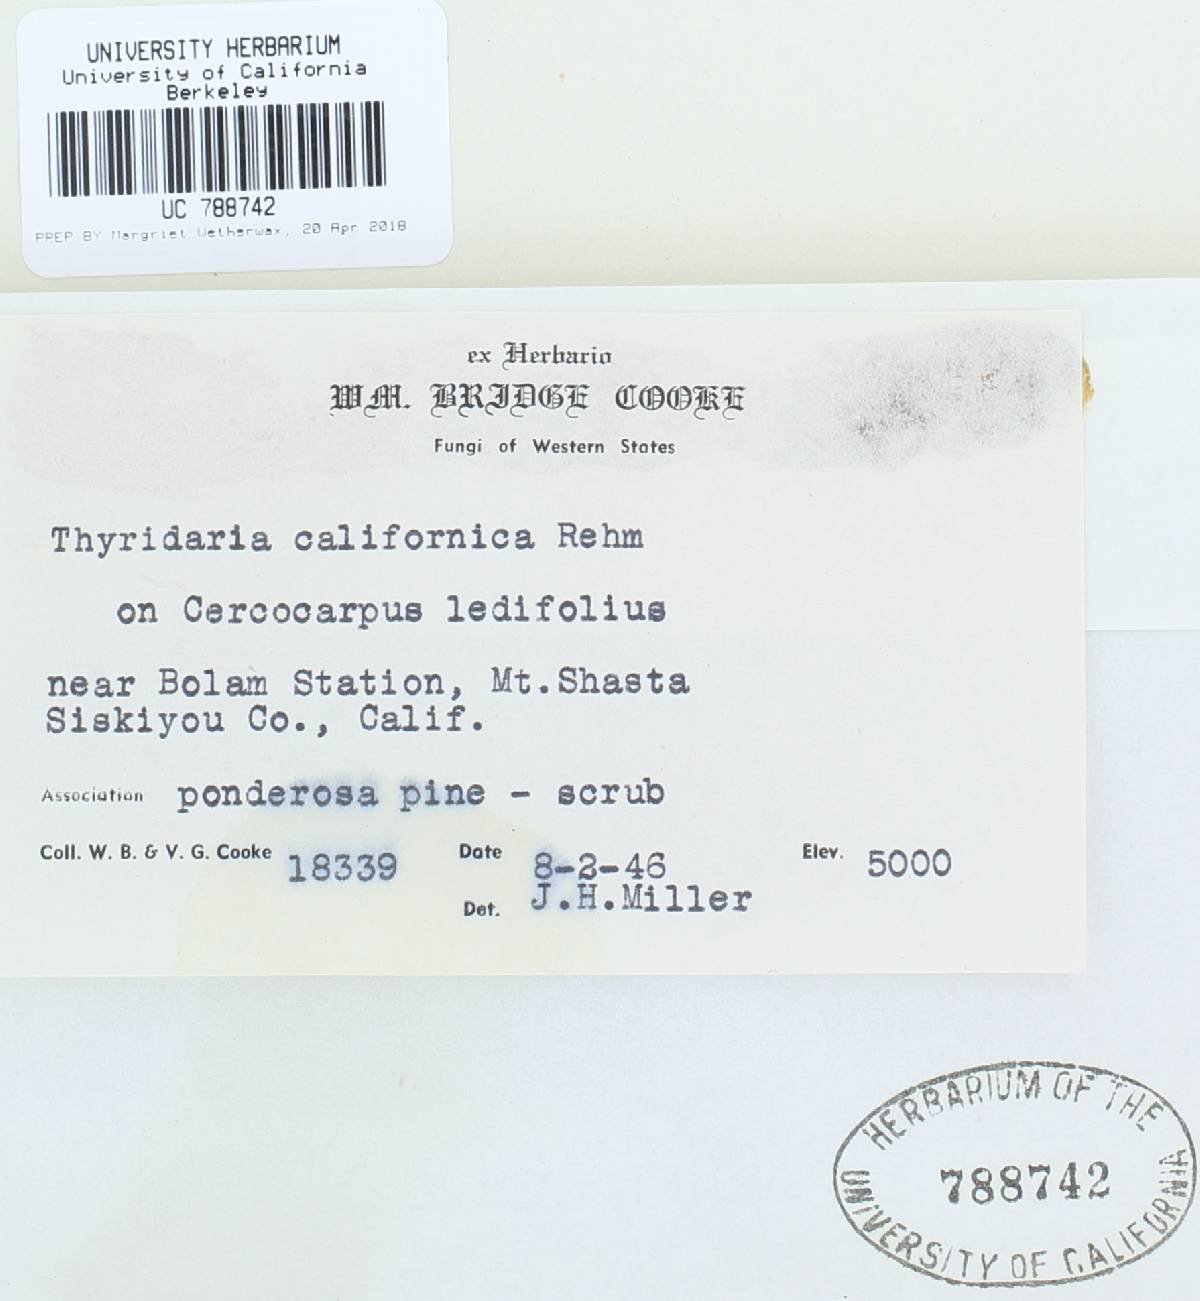 UNIVERSITY HERBARIUM
University of California
Berkeley
UC 788742
PREP BY Margriet Wetherwax, 20 Apr 2018
ex Herbario
WM. BRIDGE COOKE
Fungi of Western States
Thyridaria californica Rehm
on Cercocarpus ledifolius
near Bolam Station, Mt.Shasta
Siskiyou Co., Calif.
Association ponderosa pine - scrub
Coll. W. B. & V. G. Cooke 18339 Date 8-2-46 Elev. 5000
Det. J.H.Miller
HERBARIUM OF THE
788742
UNIVERSITY OF CALIFORNIA